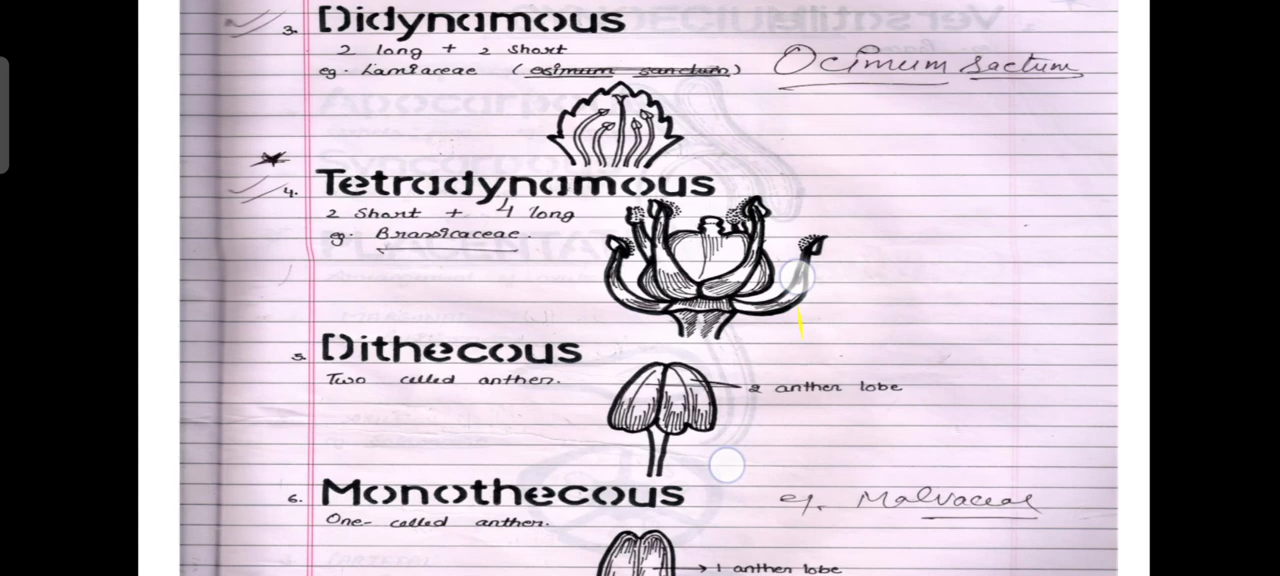 3. Didynamous
2 long + 2 Short
eg. Lamiaceae (osimum sanctum) Ocimum Sactum
4. Tetradynamous
2 Short + 4 long
eg. Brassicaceae.
5. Dithecous
Two celled anther.
2 anther lobe
6. Monothecous eg. Malvaceae
One- celled anther.
1 anther lobe